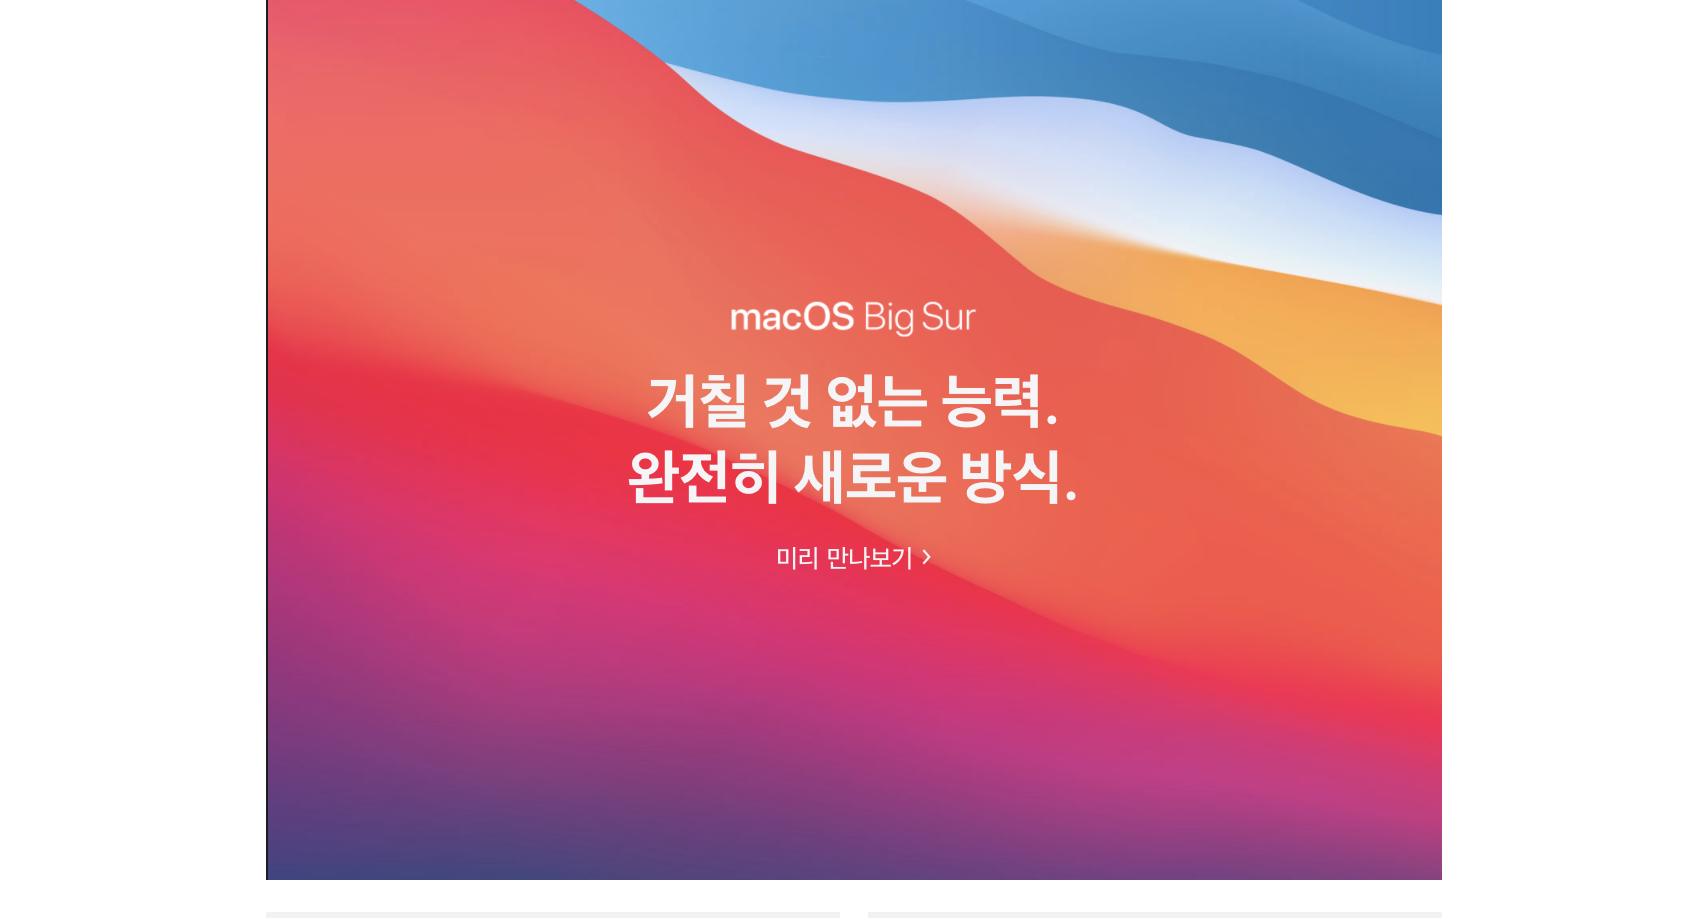 macOS Big Sur
거칠 것 없는 능력.
완전히 새로운 방식.
미리 만나보기 >